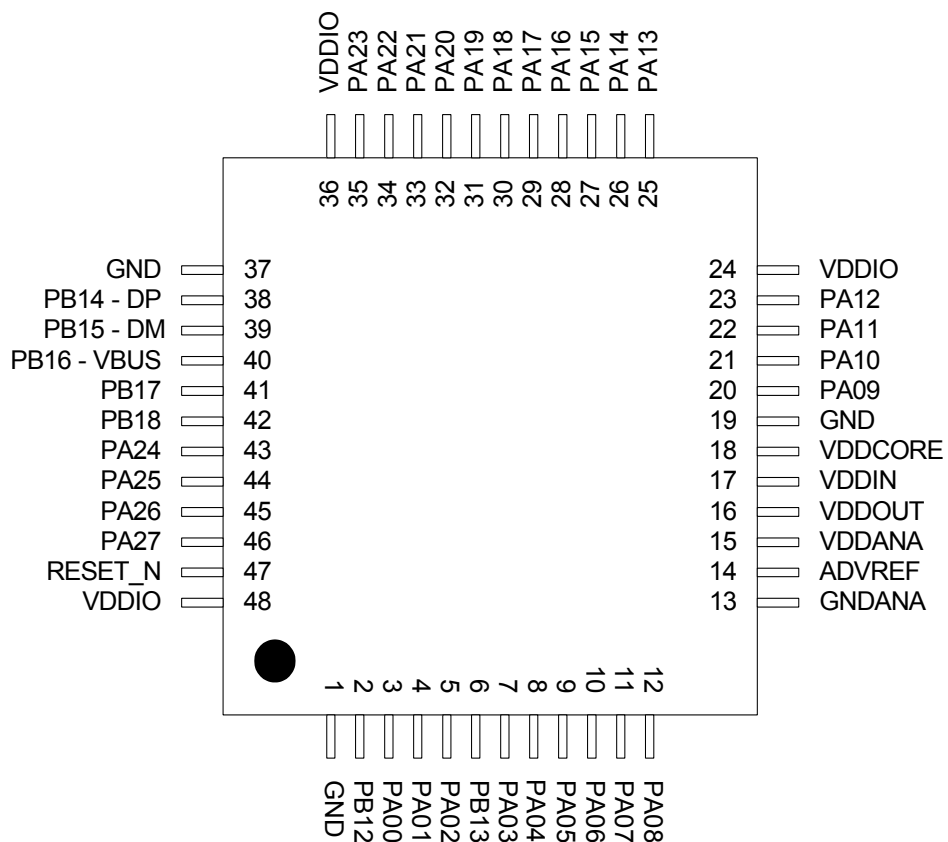 VDDIO
PA23
PA22
PA21
PA20
PA19
PA18
PA17
PA16
PA15
PA14
PA13
36
35
34
33
32
31
30
29
28
27
26
25
GND 37
PB14 - DP 38
PB15 - DM 39
PB16 - VBUS 40
PB17 41
PB18 42
PA24 43
PA25 44
PA26 45
PA27 46
RESET_N 47
VDDIO 48
24 VDDIO
23 PA12
22 PA11
21 PA10
20 PA09
19 GND
18 VDDCORE
17 VDDIN
16 VDDOUT
15 VDDANA
14 ADVREF
13 GNDANA
1
2
3
4
5
6
7
8
9
10
11
12
GND
PB12
PA00
PA01
PA02
PB13
PA03
PA04
PA05
PA06
PA07
PA08